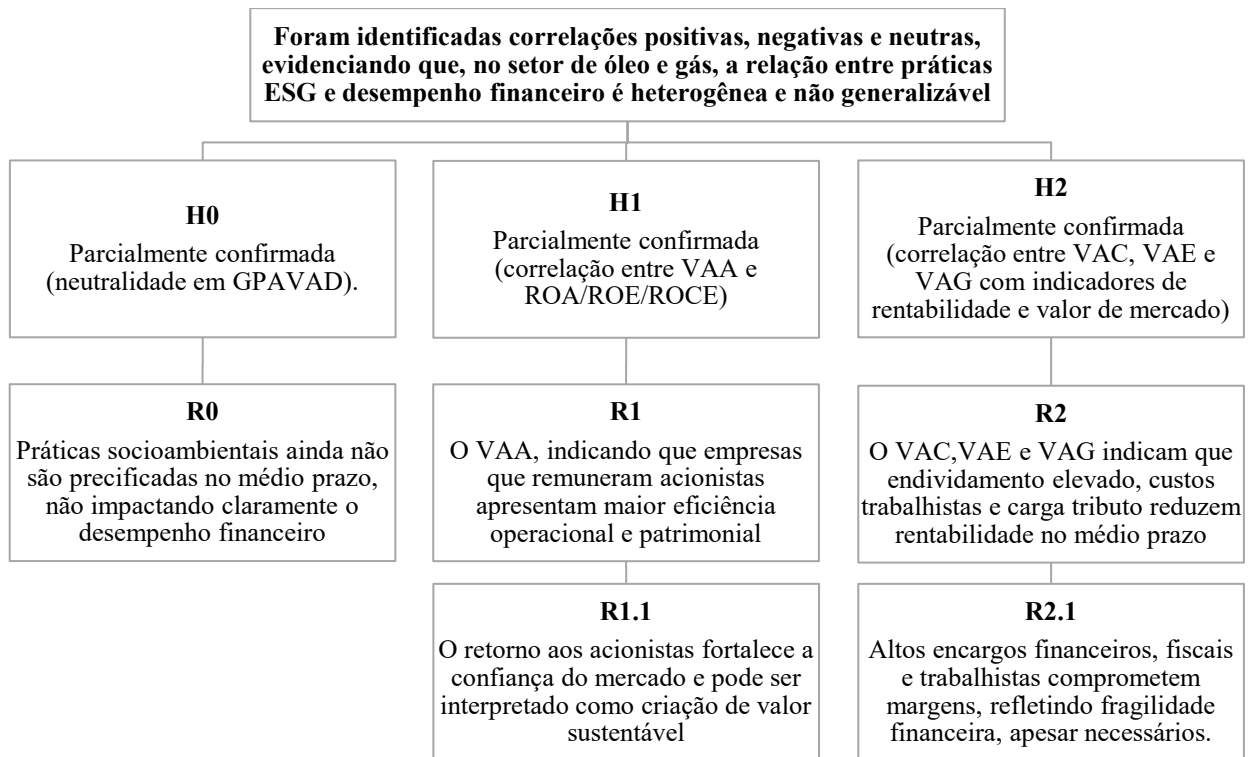 Foram identificadas correlações positivas, negativas e neutras,
evidenciando que, no setor de óleo e gás, a relação entre práticas
ESG e desempenho financeiro é heterogênea e não generalizável
H0
Parcialmente confirmada
(neutralidade em GPAVAD).
H1
Parcialmente confirmada
(correlação entre VAA e
ROA/ROE/ROCE)
H2
Parcialmente confirmada
(correlação entre VAC, VAE e
VAG com indicadores de
rentabilidade e valor de mercado)
R0
Práticas socioambientais ainda não
são precificadas no médio prazo,
não impactando claramente o
desempenho financeiro
R1
O VAA, indicando que empresas
que remuneram acionistas
apresentam maior eficiência
operacional e patrimonial
R2
O VAC,VAE e VAG indicam que
endividamento elevado, custos
trabalhistas e carga tributo reduzem
rentabilidade no médio prazo
R1.1
O retorno aos acionistas fortalece a
confiança do mercado e pode ser
interpretado como criação de valor
sustentável
R2.1
Altos encargos financeiros, fiscais
e trabalhistas comprometem
margens, refletindo fragilidade
financeira, apesar necessários.